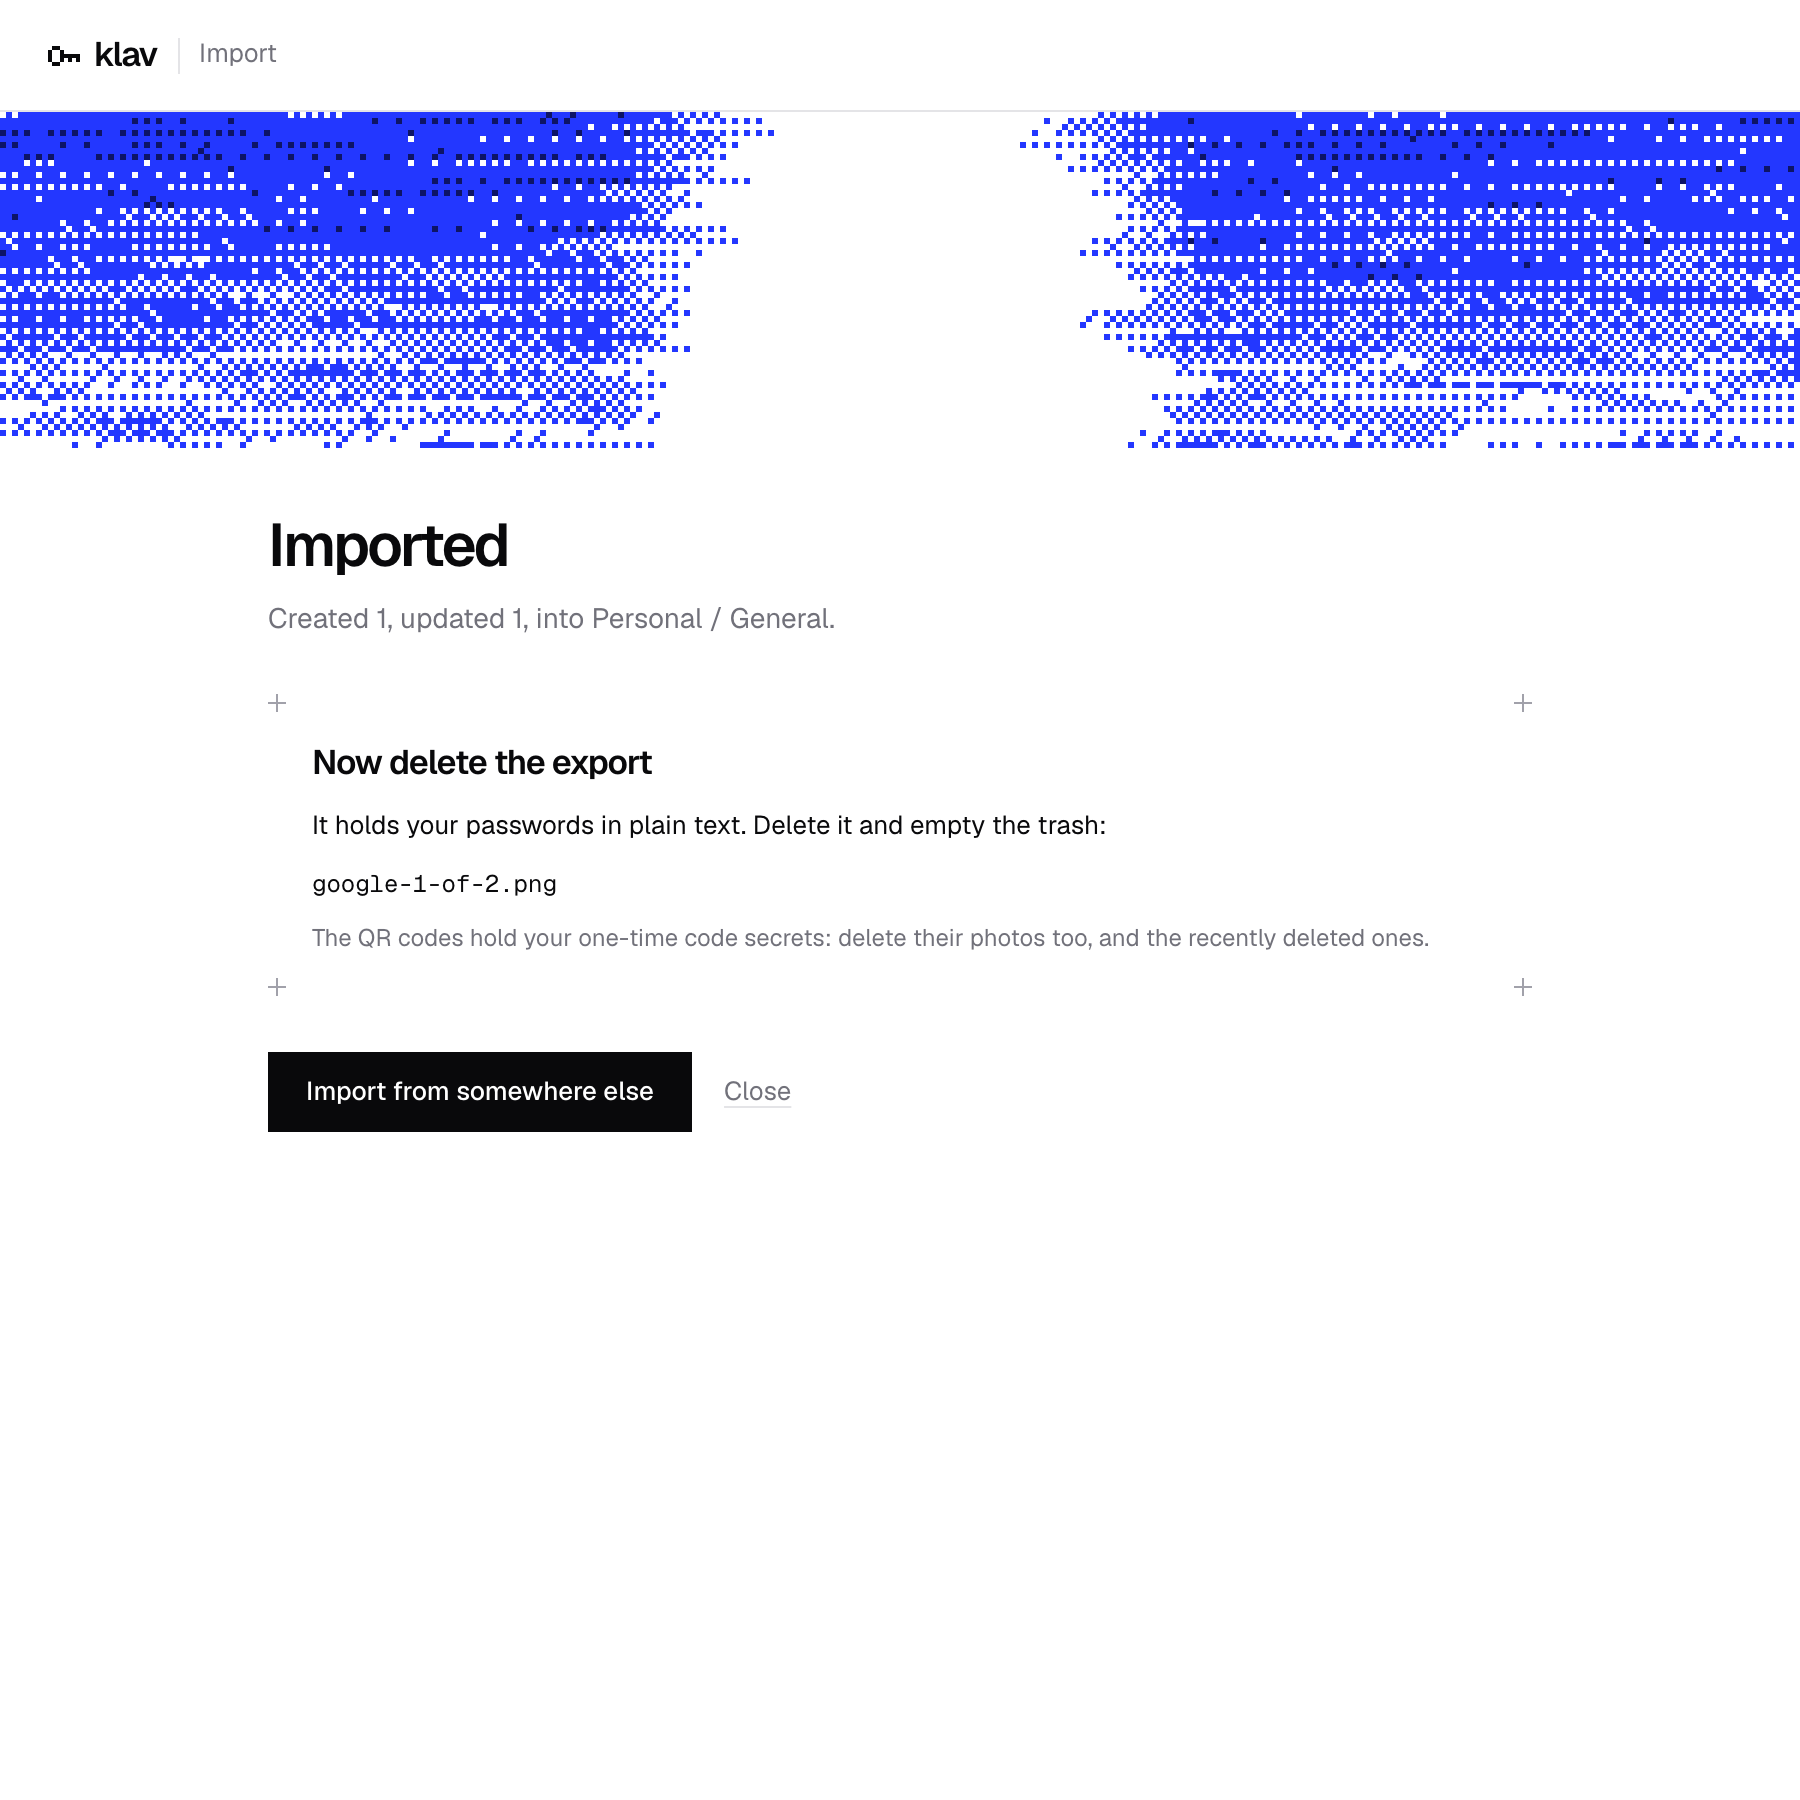 klav
Import
Imported
Created 1, updated 1, into Personal / General.
Now delete the export
It holds your passwords in plain text. Delete it and empty the trash:
google-1-of-2.png
The QR codes hold your one-time code secrets: delete their photos too, and the recently deleted ones.
Import from somewhere else
Close